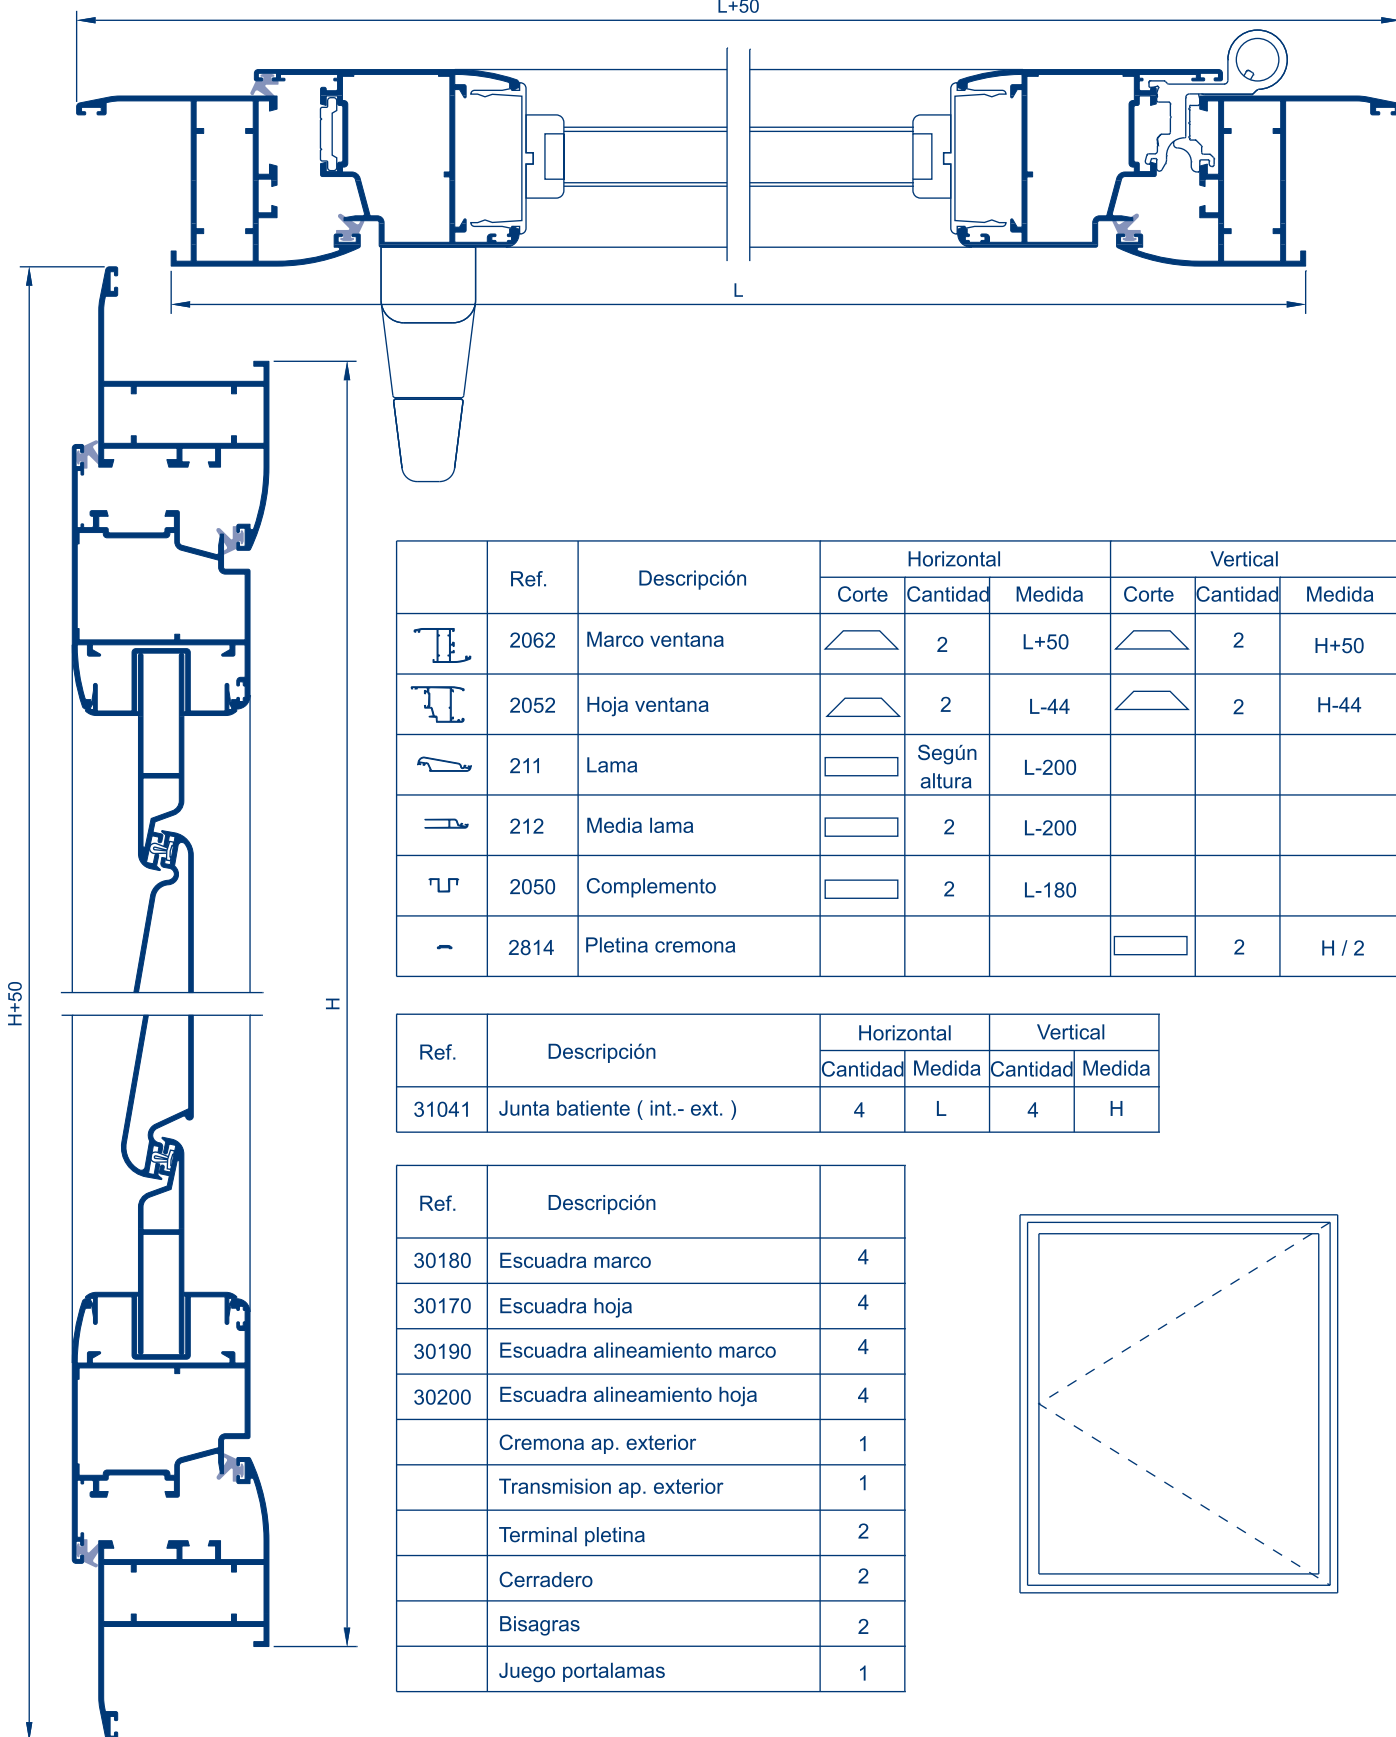 L+50
L
H+50
H
Ref. Descripción Horizontal Vertical
Corte Cantidad Medida Corte Cantidad Medida
2062 Marco ventana 2 L+50 2 H+50
2052 Hoja ventana 2 L-44 2 H-44
211 Lama Según altura L-200
212 Media lama 2 L-200
2050 Complemento 2 L-180
2814 Pletina cremona 2 H / 2
Ref. Descripción Horizontal Vertical
Cantidad Medida Cantidad Medida
31041 Junta batiente ( int.- ext. ) 4 L 4 H
Ref. Descripción
30180 Escuadra marco 4
30170 Escuadra hoja 4
30190 Escuadra alineamiento marco 4
30200 Escuadra alineamiento hoja 4
Cremona ap. exterior 1
Transmision ap. exterior 1
Terminal pletina 2
Cerradero 2
Bisagras 2
Juego portalamas 1